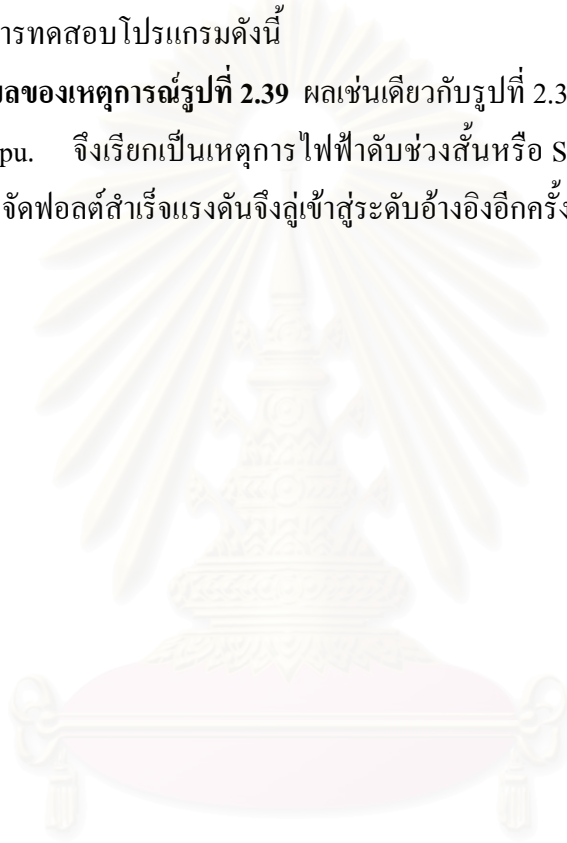 ารทดสอบโปรแกรมดังนี้
ผลของเหตุการณ์รูปที่ 2.39 ผลเช่นเดียวกับรูปที่ 2.3
pu. จึงเรียกเป็นเหตุการ ไฟฟ้าดับช่วงสั้นหรือ S
จัดฟอลต์สำเร็จแรงดันจึงลู่เข้าสู่ระดับอ้างอิงอีกครั้ง